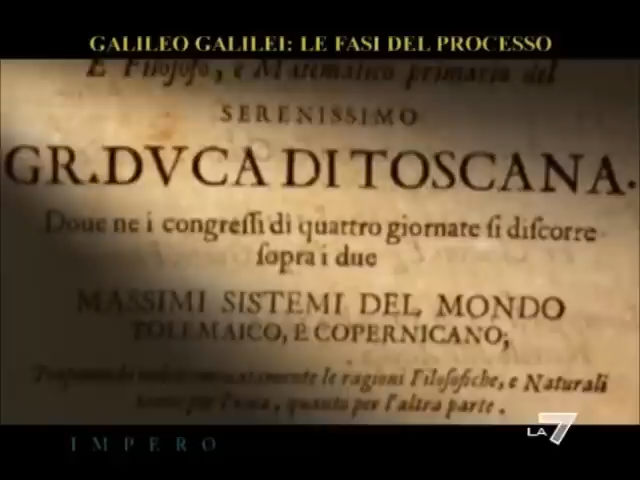 GALILEO GALILEI: LE FASI DEL PROCESSO
E Filosofo, e Matematico primario del
SERENISSIMO
GR.DVCA DI TOSCANA.
Doue ne i congressi di quattro giornate si discorre
sopra i due
MASSIMI SISTEMI DEL MONDO
TOLEMAICO, E COPERNICANO;
le ragioni Filosofiche, e Naturali
tanto per l'vna, quanto per l'altra parte.
LA7
IMPERO